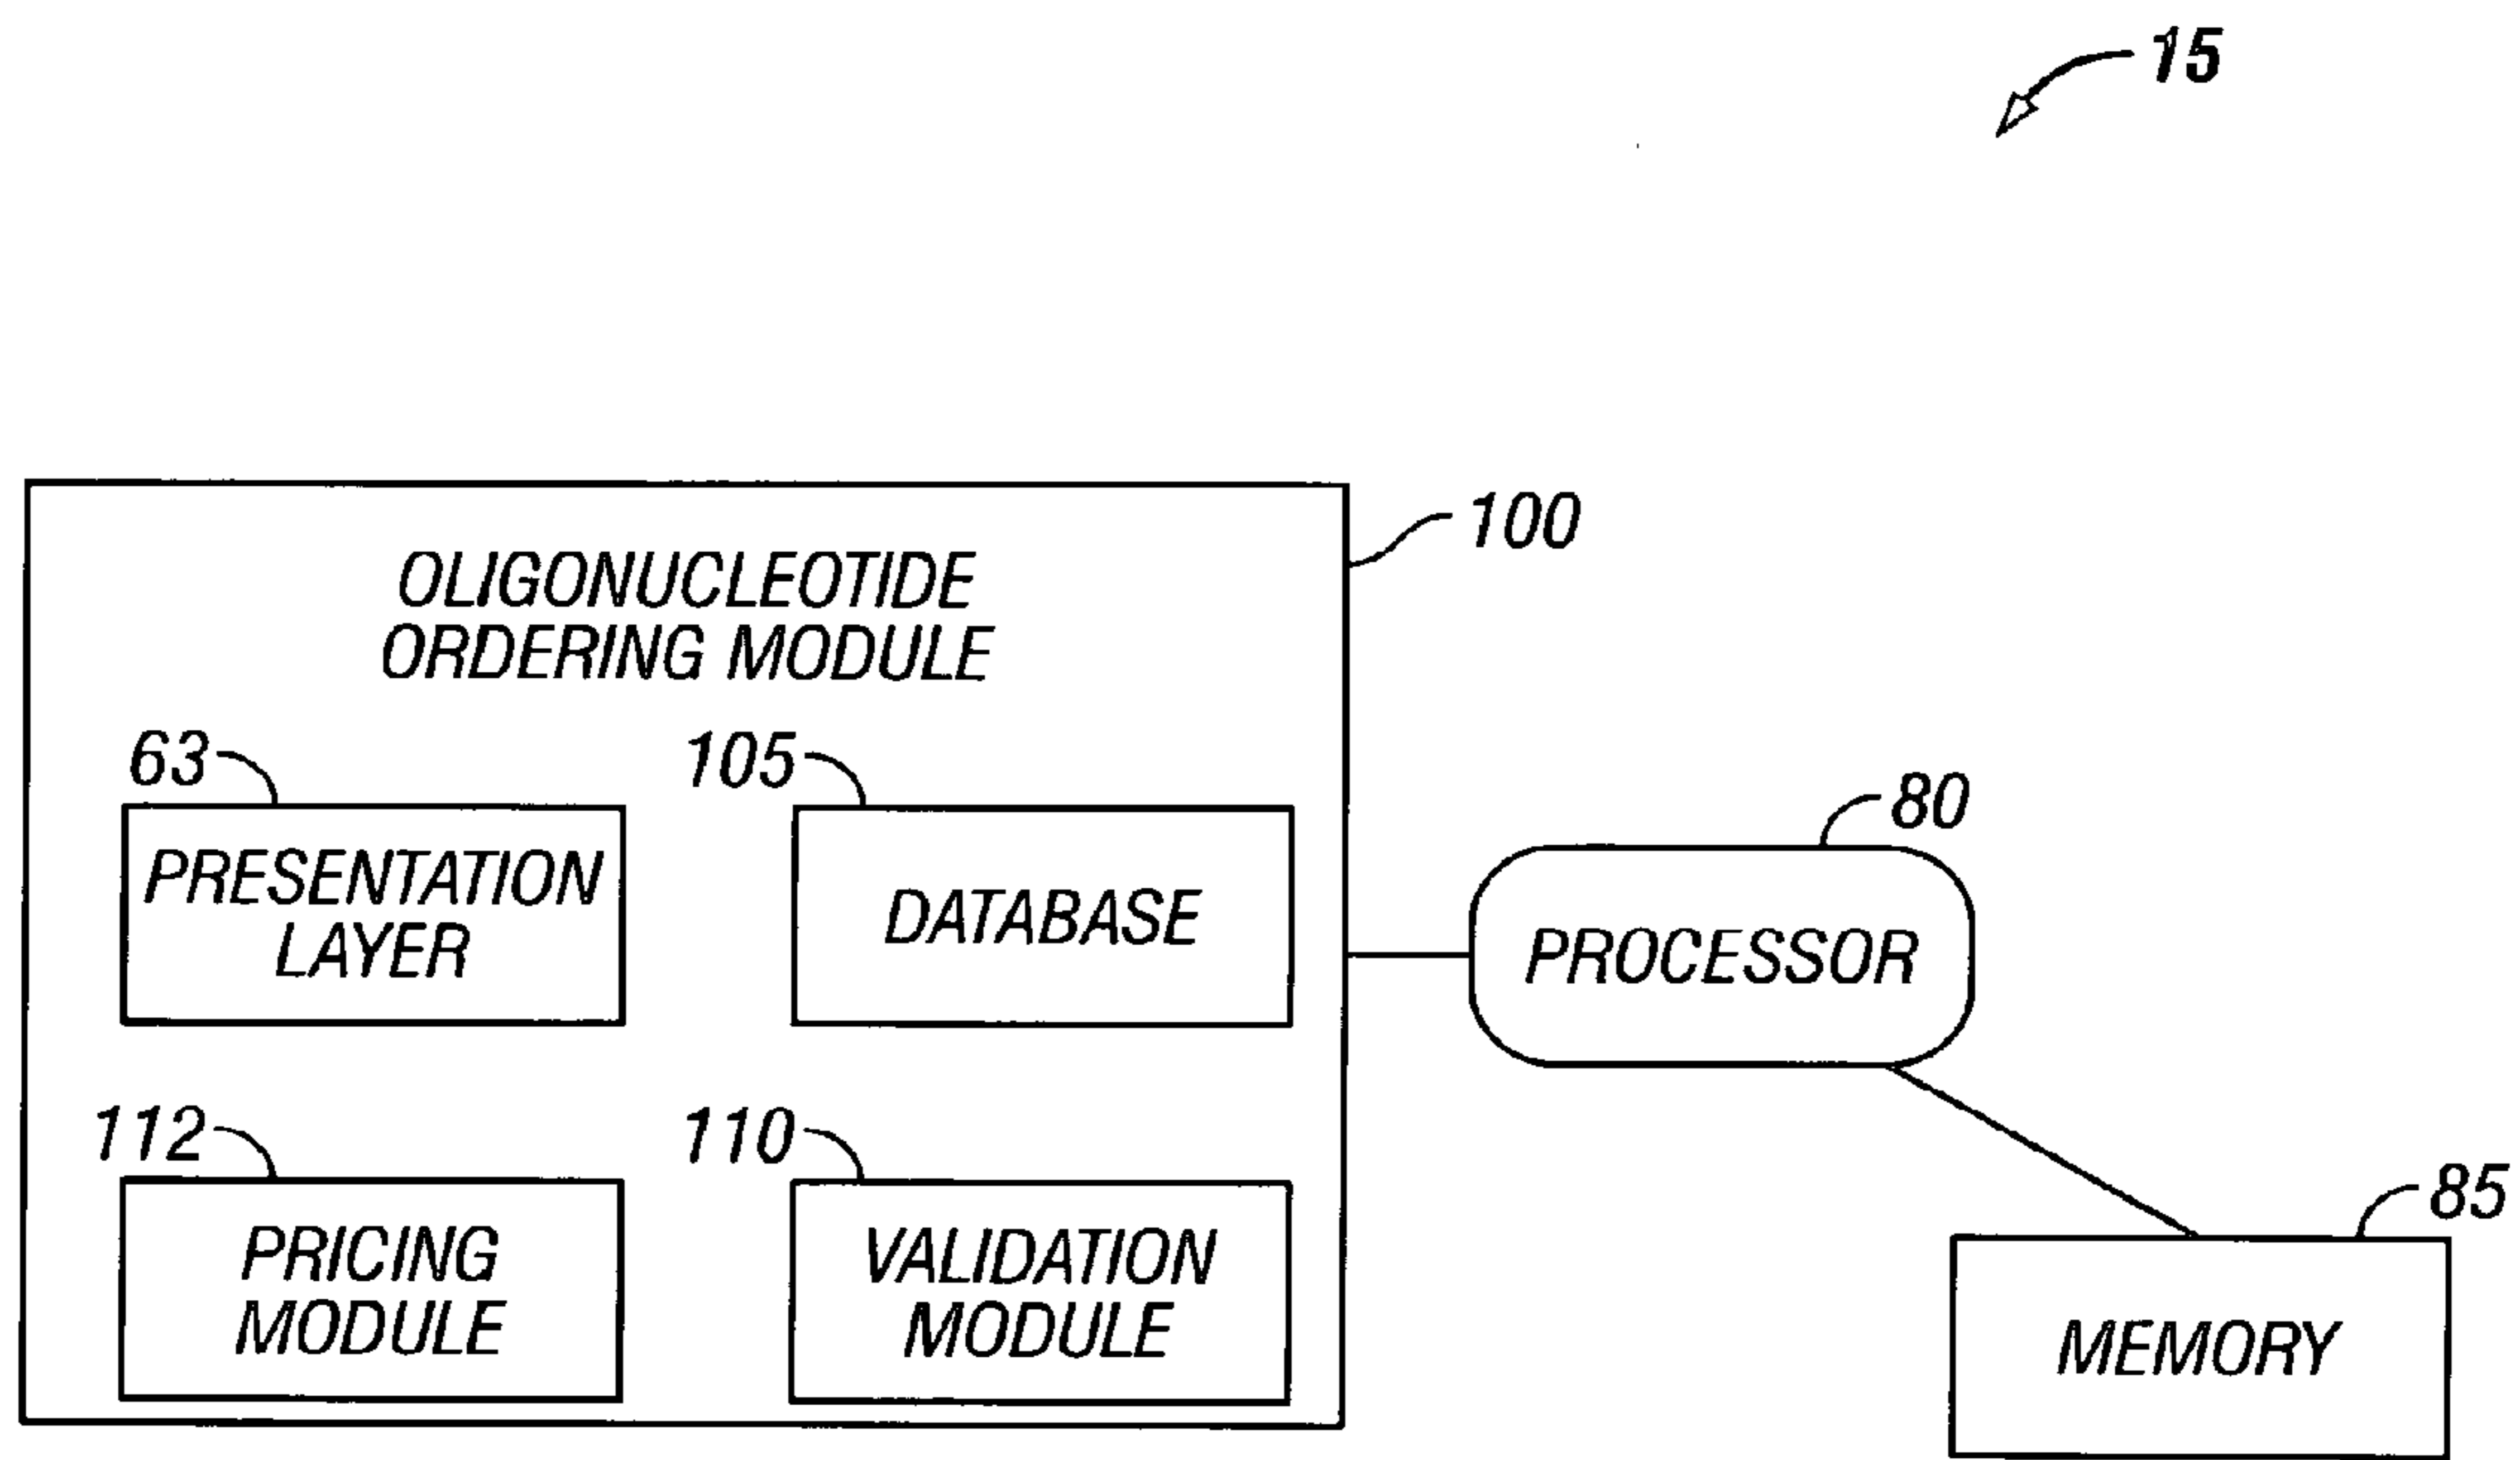 15
100
OLIGONUCLEOTIDE
ORDERING MODULE
63
105
PRESENTATION
LAYER
DATABASE
80
PROCESSOR
112
110
PRICING
MODULE
VALIDATION
MODULE
85
MEMORY